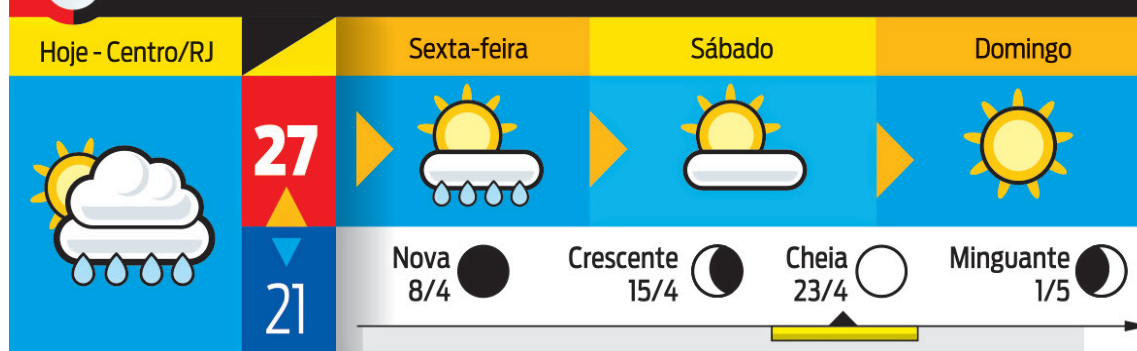 Hoje - Centro/RJ
Sexta-feira
Sábado
Domingo
27
21
Nova
8/4
Crescente
15/4
Cheia
23/4
Minguante
1/5